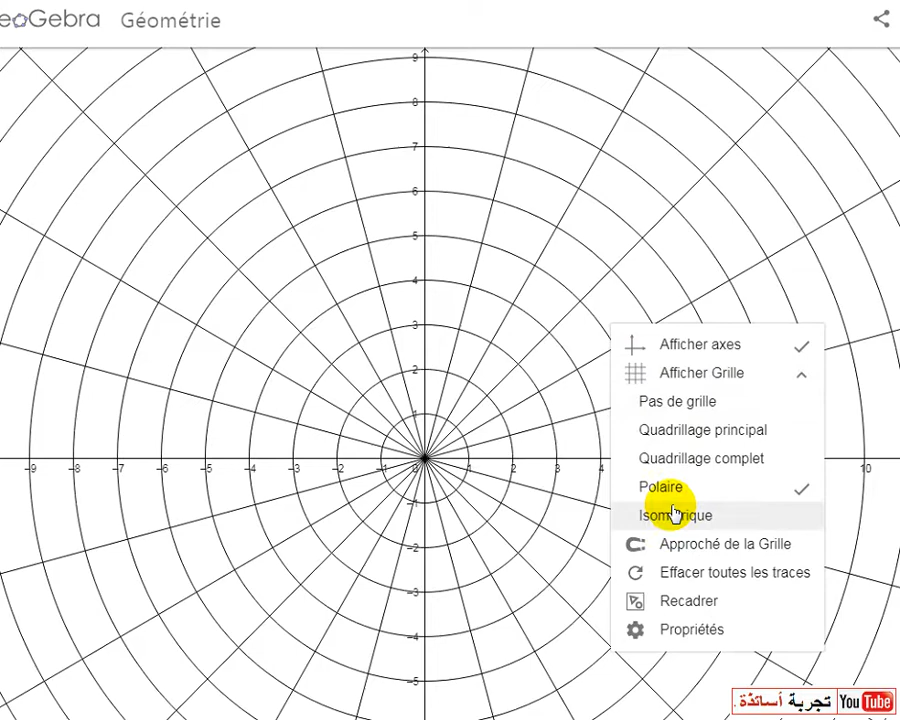 eoGebra Géométrie
9
8
7
6
5
4
3
2
1
−9 −8 −7 −6 −5 −4 −3 −2 −1 0 1 2 3 4 10
−1
−2
−3
−4
−5
Afficher axes
Afficher Grille
Pas de grille
Quadrillage principal
Quadrillage complet
Polaire
Isométrique
Approché de la Grille
Effacer toutes les traces
Recadrer
Propriétés
تجربة أساتذة. YouTube